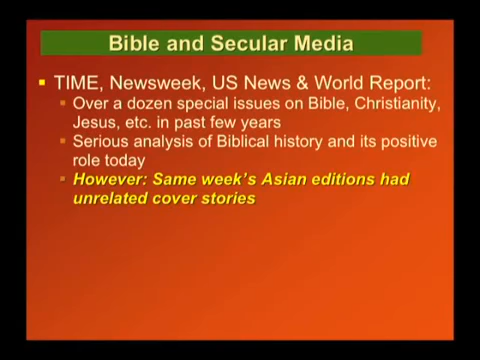 Bible and Secular Media
TIME, Newsweek, US News & World Report:
Over a dozen special issues on Bible, Christianity,
Jesus, etc. in past few years
Serious analysis of Biblical history and its positive
role today
However: Same week's Asian editions had
unrelated cover stories